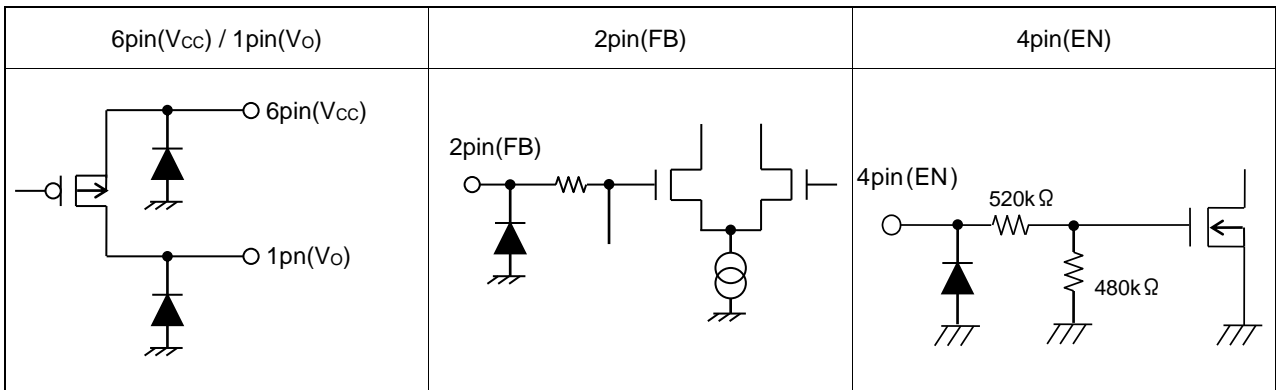 6pin(VCC) / 1pin(VO)
2pin(FB)
4pin(EN)
6pin(VCC)
1pn(VO)
2pin(FB)
4pin(EN)
520kΩ
480kΩ